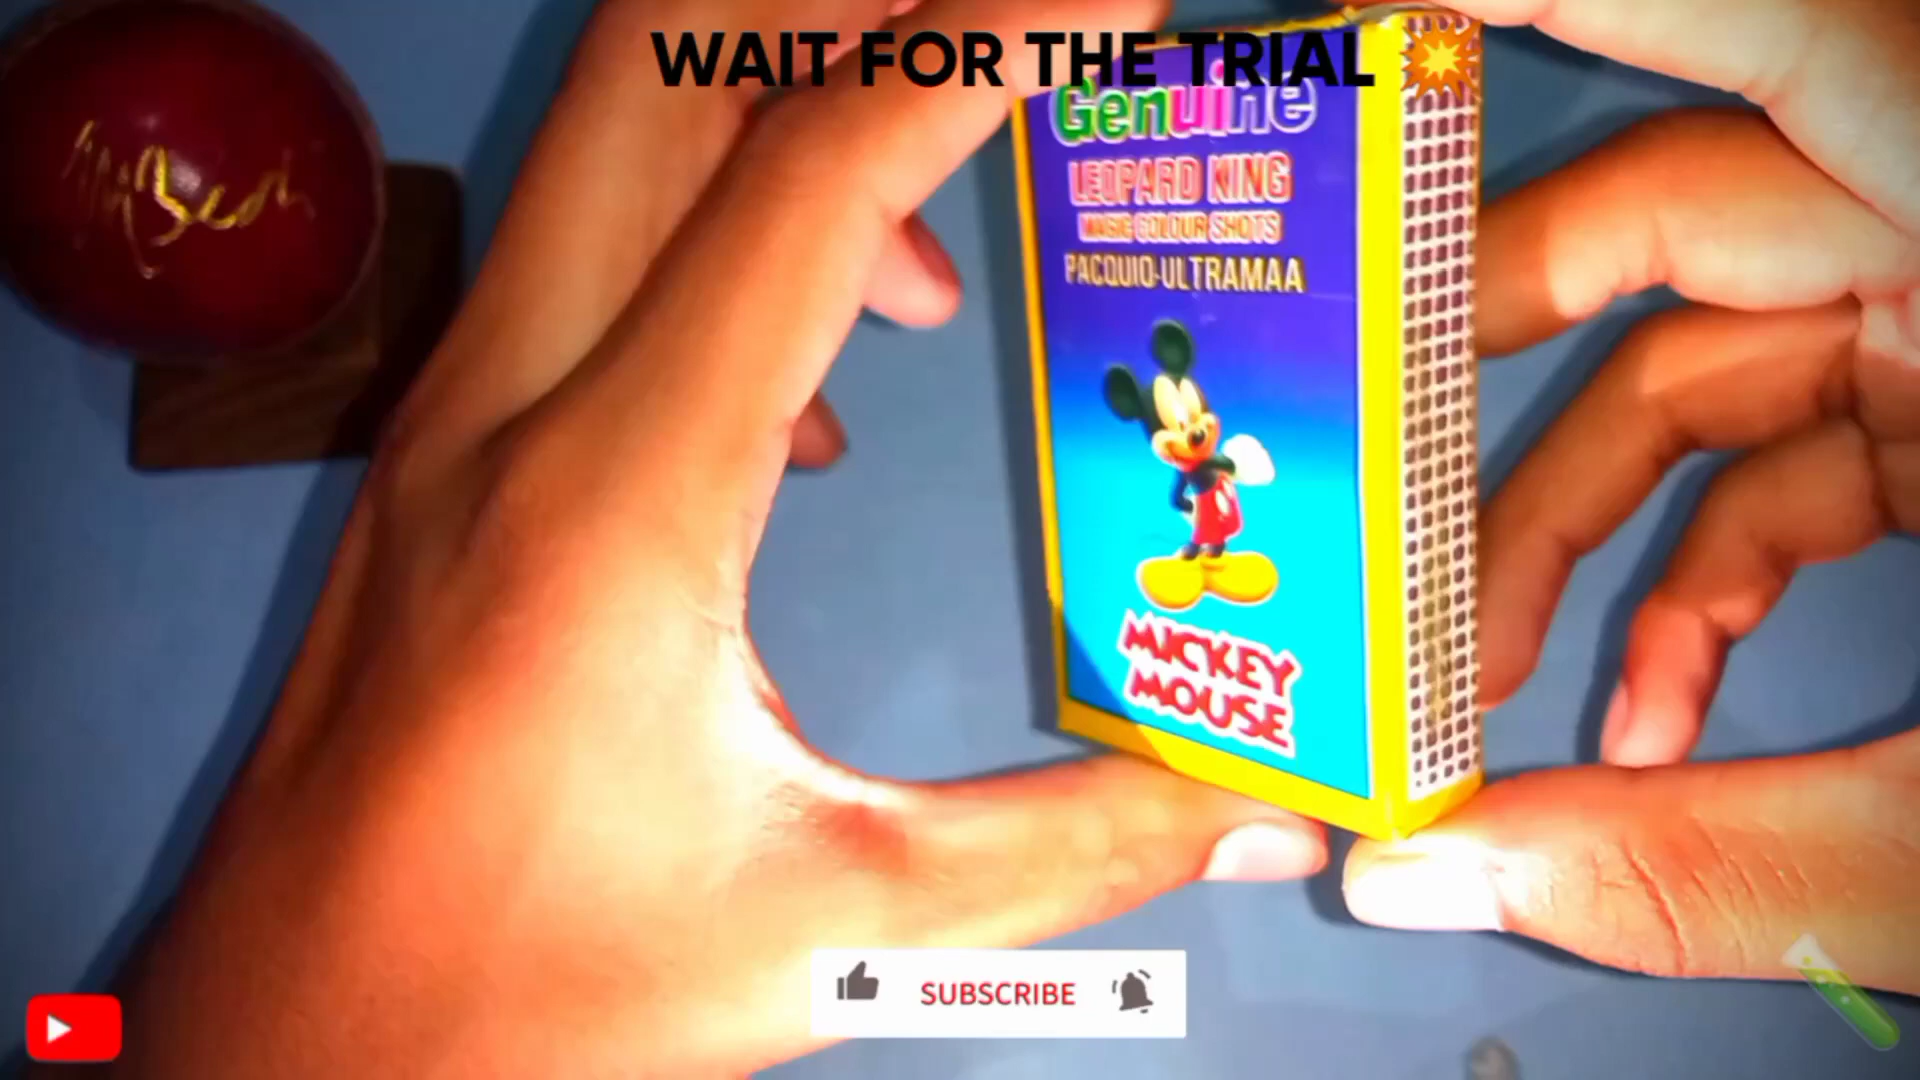 WAIT FOR THE TRIAL
Genuine
LEOPARD KING
MAGIC COLOUR SHOTS
PACQUIO-ULTRAMAA
MICKEY
MOUSE
SUBSCRIBE